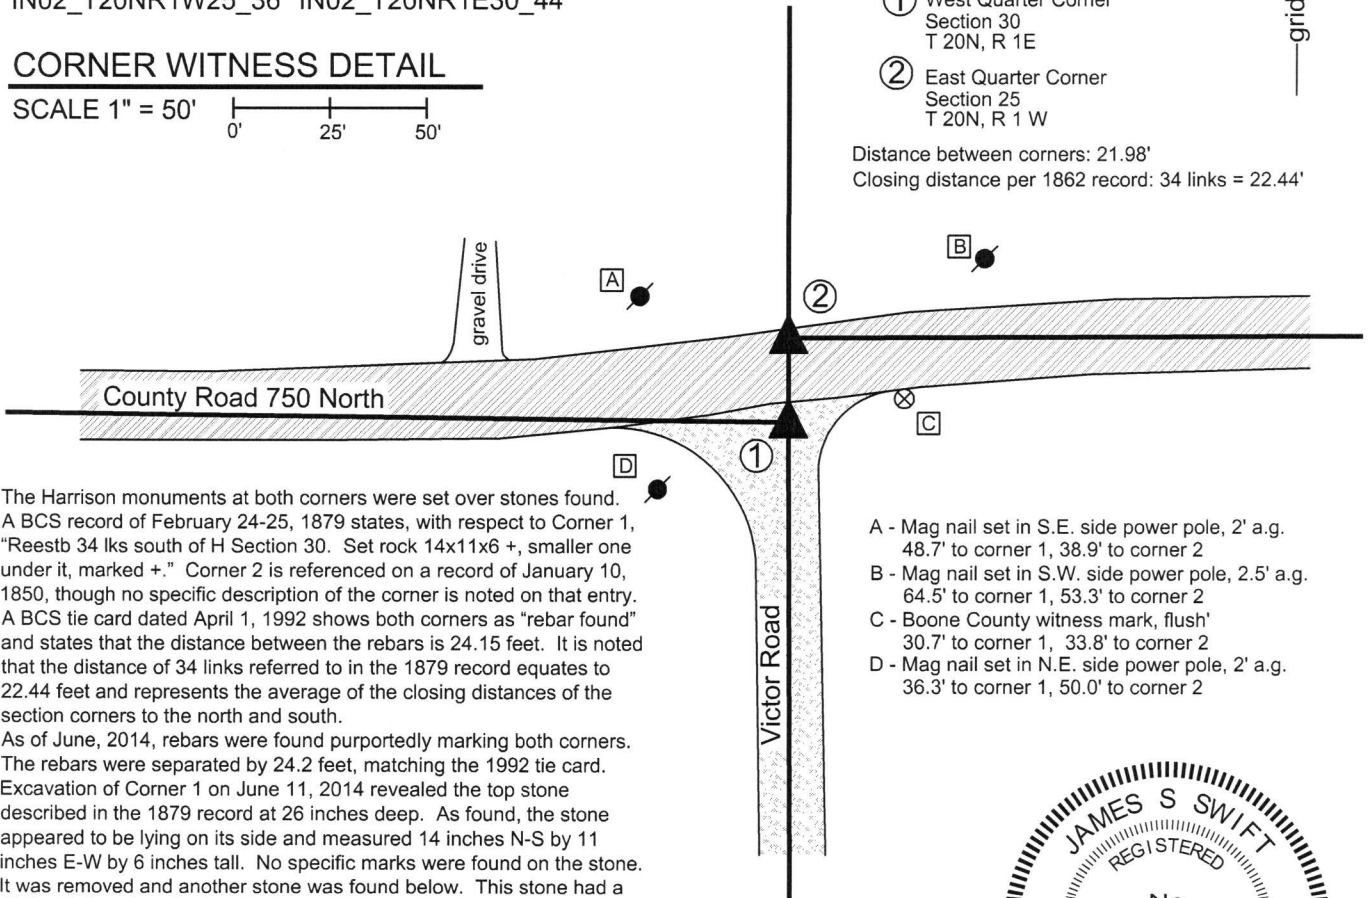 IN02_T20NR1W25_36 IN02_T20NR1E30_44
CORNER WITNESS DETAIL
SCALE 1" = 50'
0' 25' 50'
1 West Quarter Corner
Section 30
T 20N, R 1E
2 East Quarter Corner
Section 25
T 20N, R 1 W
grid
Distance between corners: 21.98'
Closing distance per 1862 record: 34 links = 22.44'
gravel drive
A
B
2
County Road 750 North
C
1
D
Victor Road
The Harrison monuments at both corners were set over stones found.
A BCS record of February 24-25, 1879 states, with respect to Corner 1,
“Reestb 34 lks south of H Section 30. Set rock 14x11x6 +, smaller one
under it, marked +.” Corner 2 is referenced on a record of January 10,
1850, though no specific description of the corner is noted on that entry.
A BCS tie card dated April 1, 1992 shows both corners as “rebar found”
and states that the distance between the rebars is 24.15 feet. It is noted
that the distance of 34 links referred to in the 1879 record equates to
22.44 feet and represents the average of the closing distances of the
section corners to the north and south.
As of June, 2014, rebars were found purportedly marking both corners.
The rebars were separated by 24.2 feet, matching the 1992 tie card.
Excavation of Corner 1 on June 11, 2014 revealed the top stone
described in the 1879 record at 26 inches deep. As found, the stone
appeared to be lying on its side and measured 14 inches N-S by 11
inches E-W by 6 inches tall. No specific marks were found on the stone.
It was removed and another stone was found below. This stone had a
A - Mag nail set in S.E. side power pole, 2' a.g.
48.7' to corner 1, 38.9' to corner 2
B - Mag nail set in S.W. side power pole, 2.5' a.g.
64.5' to corner 1, 53.3' to corner 2
C - Boone County witness mark, flush'
30.7' to corner 1, 33.8' to corner 2
D - Mag nail set in N.E. side power pole, 2' a.g.
36.3' to corner 1, 50.0' to corner 2
JAMES S SWIFT
REGISTERED